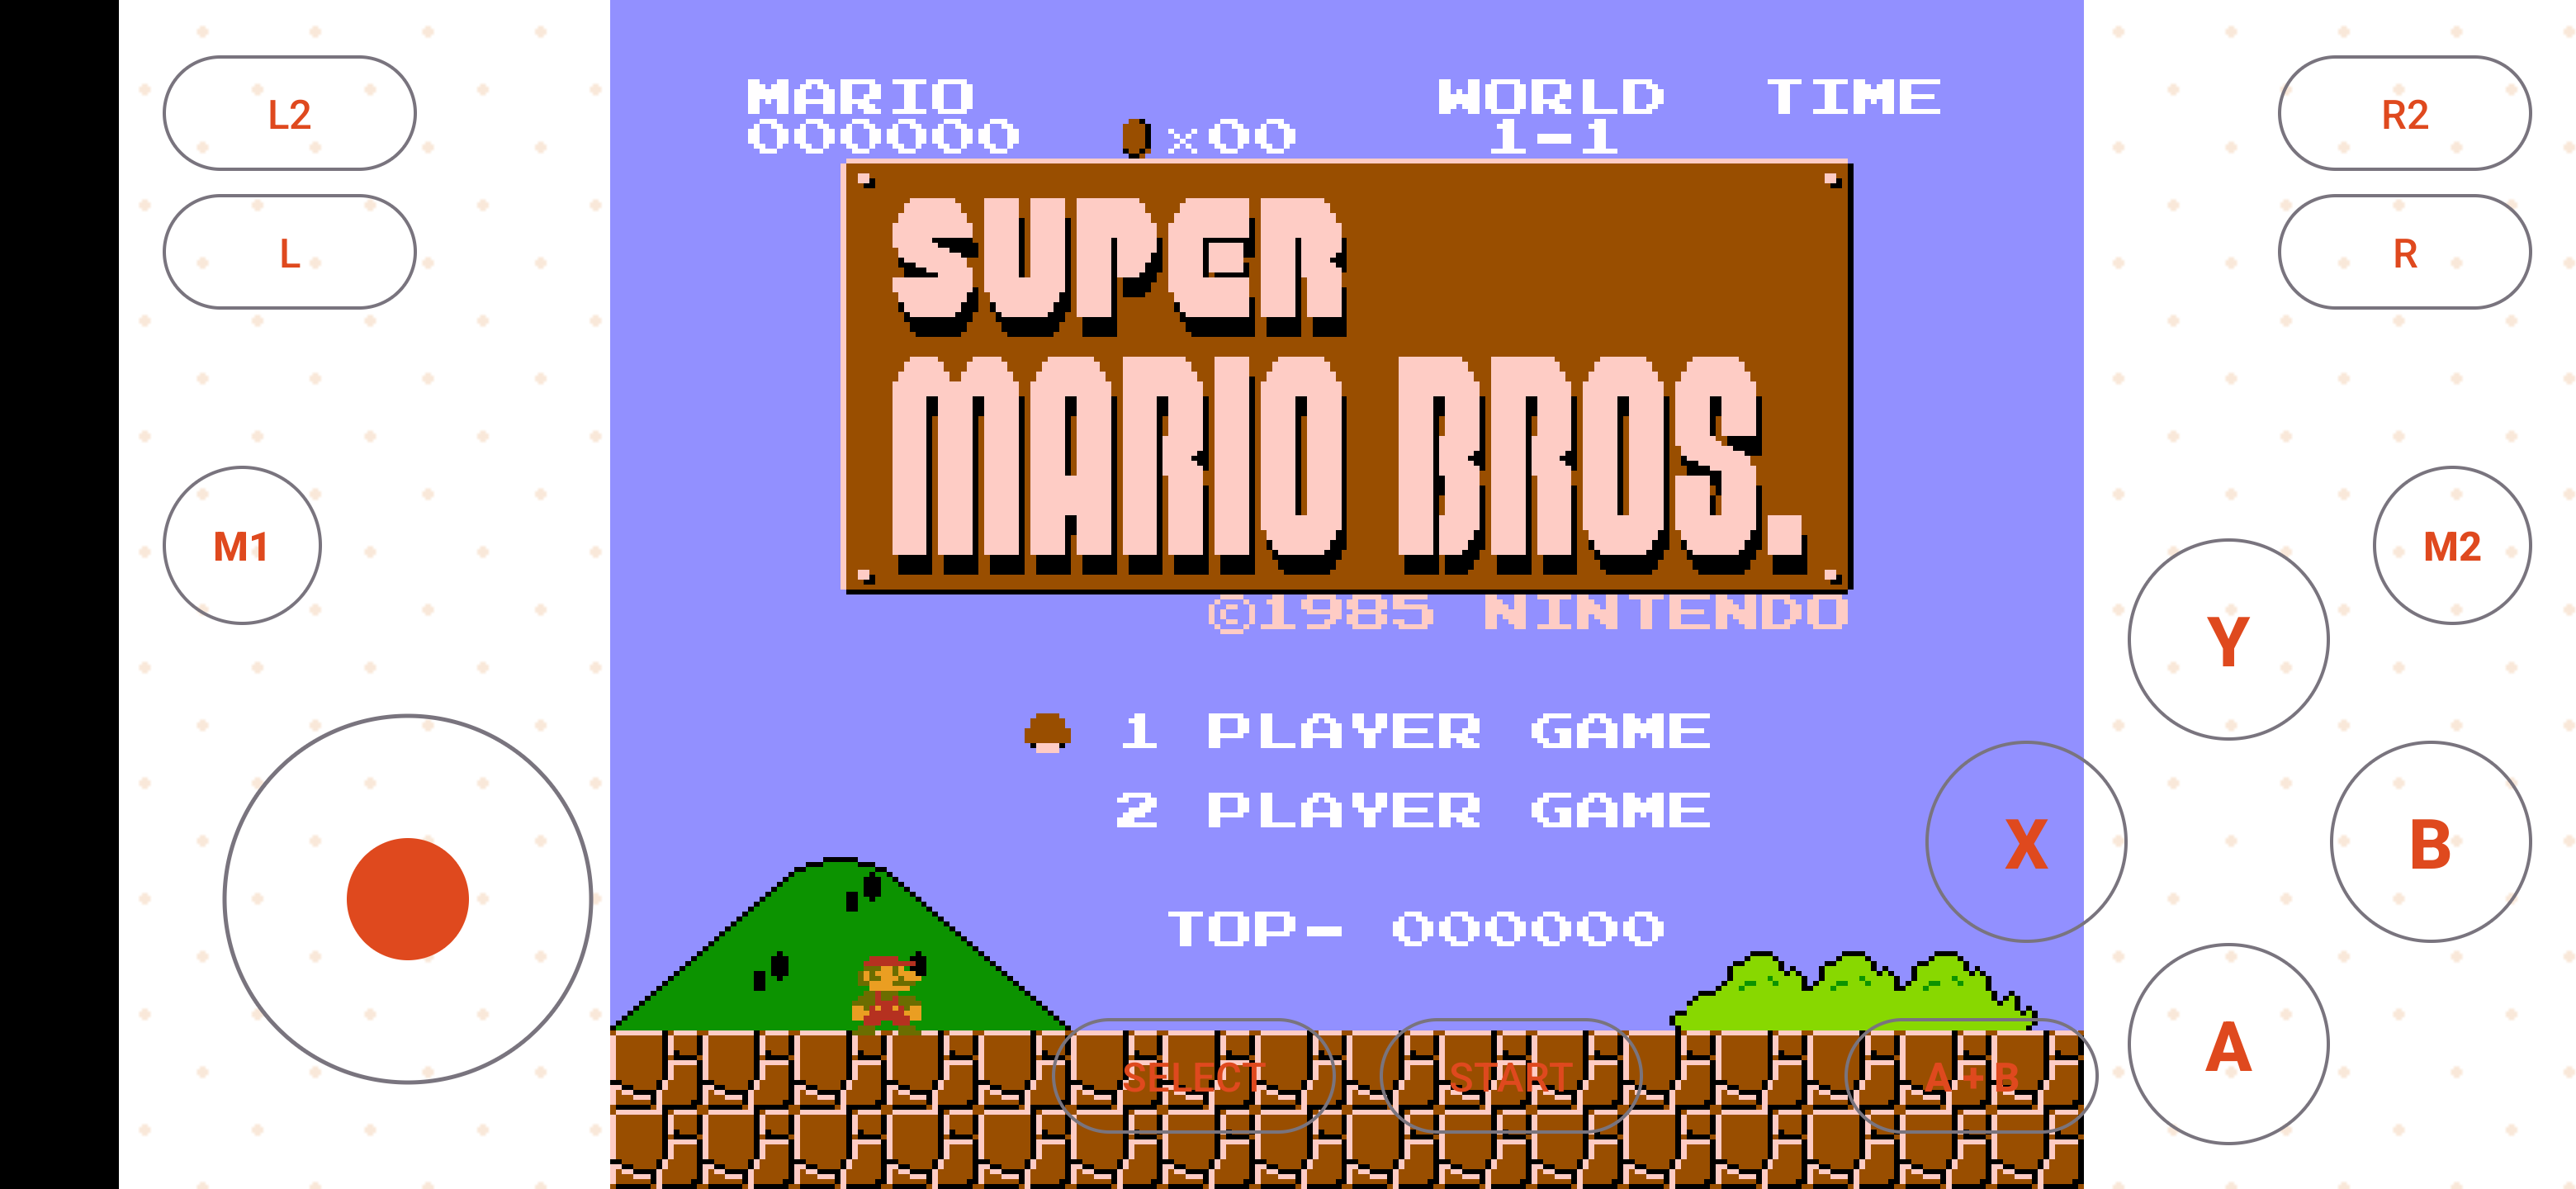 L2
L
M1
MARIO WORLD TIME
000000 ×00 1-1
SUPER
MARIO BROS.
©1985 NINTENDO
1 PLAYER GAME
2 PLAYER GAME
TOP- 000000
SELECT START A + B
R2
R
M2
Y
X
B
A